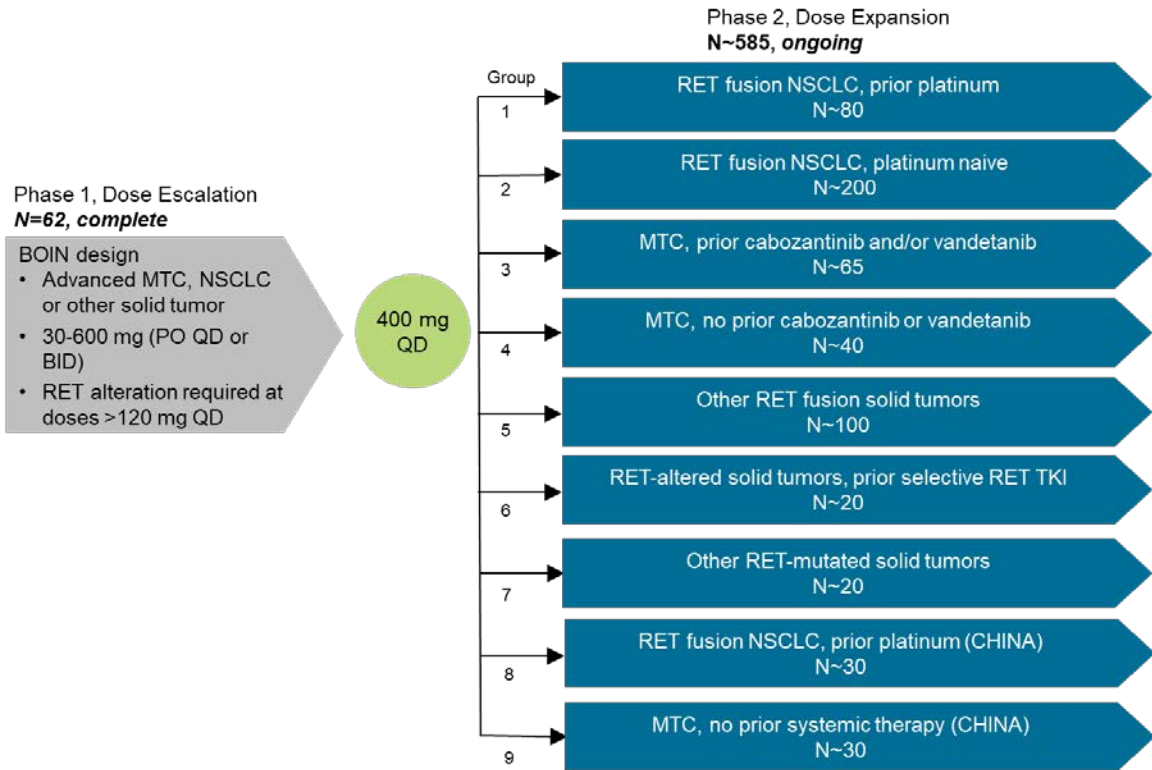 Phase 1, Dose Escalation
N=62, complete
BOIN design
• Advanced MTC, NSCLC
or other solid tumor
• 30-600 mg (PO QD or
BID)
• RET alteration required at
doses >120 mg QD
400 mg
QD
Phase 2, Dose Expansion
N~585, ongoing
Group
1
RET fusion NSCLC, prior platinum
N~80
2
RET fusion NSCLC, platinum naive
N~200
3
MTC, prior cabozantinib and/or vandetanib
N~65
4
MTC, no prior cabozantinib or vandetanib
N~40
5
Other RET fusion solid tumors
N~100
6
RET-altered solid tumors, prior selective RET TKI
N~20
7
Other RET-mutated solid tumors
N~20
8
RET fusion NSCLC, prior platinum (CHINA)
N~30
9
MTC, no prior systemic therapy (CHINA)
N~30